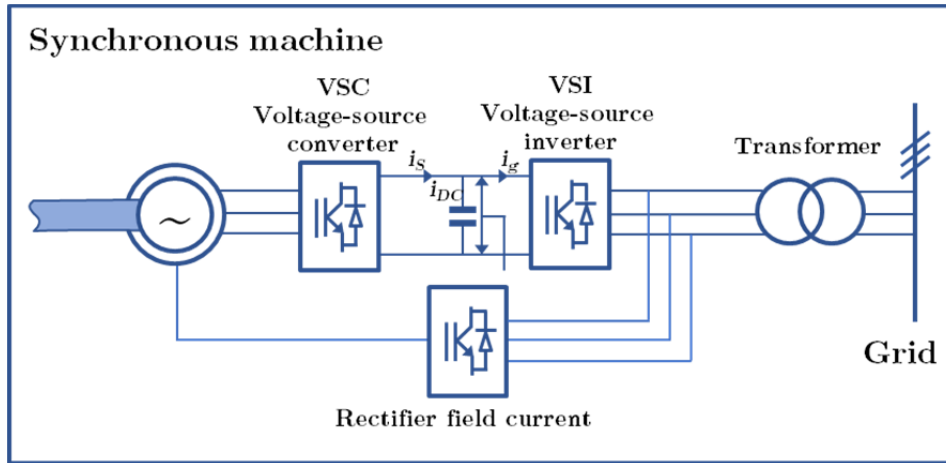 Synchronous machine
VSC
Voltage-source
converter
VSI
Voltage-source
inverter
Transformer
i_S
i_g
i_DC
~
Grid
Rectifier field current